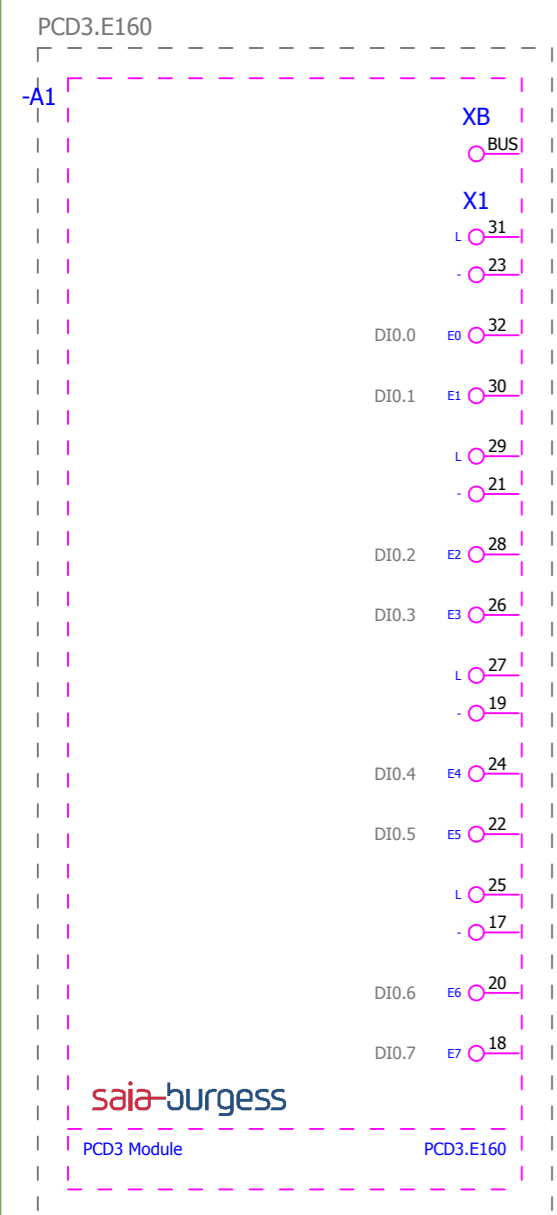 PCD3.E160
-A1
XB
BUS
X1
L 31
- 23
DI0.0 E0 32
DI0.1 E1 30
L 29
- 21
DI0.2 E2 28
DI0.3 E3 26
L 27
- 19
DI0.4 E4 24
DI0.5 E5 22
L 25
- 17
DI0.6 E6 20
DI0.7 E7 18
saia-burgess
PCD3 Module PCD3.E160